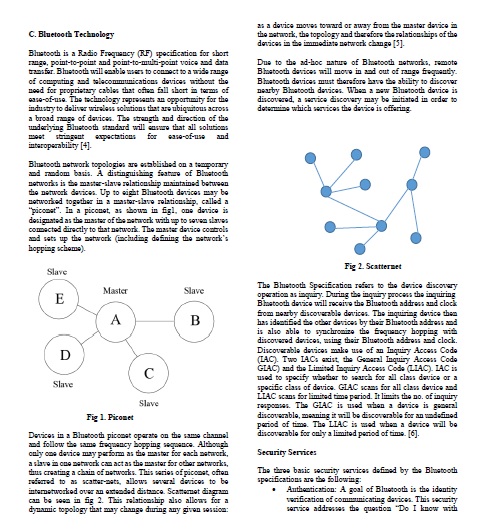 C. Bluetooth Technology
Bluetooth is a Radio Frequency (RF) specification for short
range, point-to-point and point-to-multi-point voice and data
transfer. Bluetooth will enable users to connect to a wide range
of computing and telecommunications devices without the
need for proprietary cables that often fall short in terms of
ease-of-use. The technology represents an opportunity for the
industry to deliver wireless solutions that are ubiquitous across
a broad range of devices. The strength and direction of the
underlying Bluetooth standard will ensure that all solutions
meet stringent expectations for ease-of-use and
interoperability [4].
Bluetooth network topologies are established on a temporary
and random basis. A distinguishing feature of Bluetooth
networks is the master-slave relationship maintained between
the network devices. Up to eight Bluetooth devices may be
networked together in a master-slave relationship, called a
"piconet". In a piconet, as shown in fig1, one device is
designated as the master of the network with up to seven slaves
connected directly to that network. The master device controls
and sets up the network (including defining the network's
hopping scheme).
Slave
Master
Slave
E
A
B
D
C
Slave
Slave
Fig 1. Piconet
Devices in a Bluetooth piconet operate on the same channel
and follow the same frequency hopping sequence. Although
only one device may perform as the master for each network,
a slave in one network can act as the master for other networks,
thus creating a chain of networks. This series of piconet, often
referred to as scatter-nets, allows several devices to be
internetworked over an extended distance. Scatternet diagram
can be seen in fig 2. This relationship also allows for a
dynamic topology that may change during any given session:
as a device moves toward or away from the master device in
the network, the topology and therefore the relationships of the
devices in the immediate network change [5].
Due to the ad-hoc nature of Bluetooth networks, remote
Bluetooth devices will move in and out of range frequently.
Bluetooth devices must therefore have the ability to discover
nearby Bluetooth devices. When a new Bluetooth device is
discovered, a service discovery may be initiated in order to
determine which services the device is offering.
Fig 2. Scatternet
The Bluetooth Specification refers to the device discovery
operation as inquiry. During the inquiry process the inquiring
Bluetooth device will receive the Bluetooth address and clock
from nearby discoverable devices. The inquiring device then
has identified the other devices by their Bluetooth address and
is also able to synchronize the frequency hopping with
discovered devices, using their Bluetooth address and clock.
Discoverable devices make use of an Inquiry Access Code
(IAC). Two IACs exist, the General Inquiry Access Code
GIAC) and the Limited Inquiry Access Code (LIAC). IAC is
used to specify whether to search for all class device or a
specific class of device. GIAC scans for all class device and
LIAC scans for limited time period. It limits the no. of inquiry
responses. The GIAC is used when a device is general
discoverable, meaning it will be discoverable for an undefined
period of time. The LIAC is used when a device will be
discoverable for only a limited period of time. [6].
Security Services
The three basic security services defined by the Bluetooth
specifications are the following:
• Authentication: A goal of Bluetooth is the identity
verification of communicating devices. This security
service addresses the question "Do I know with